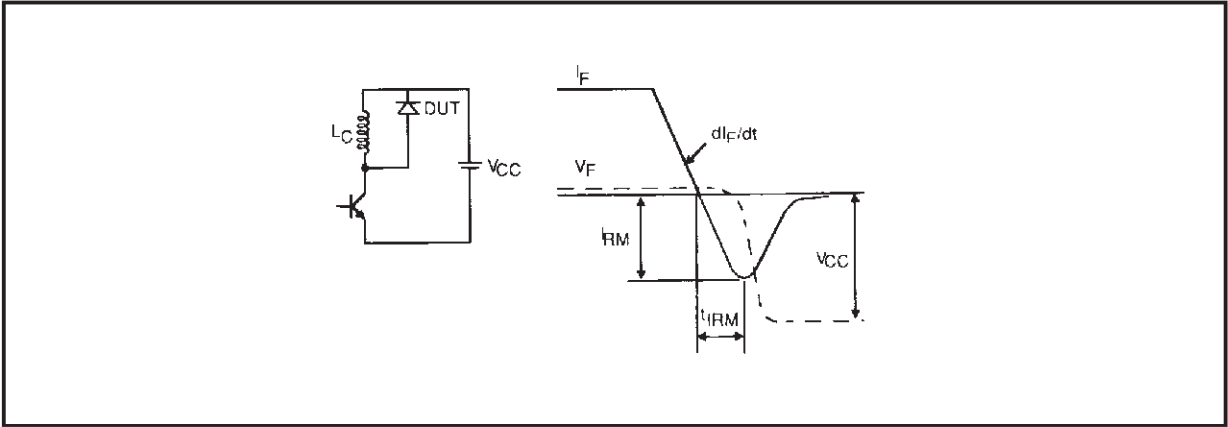 DUT
LC
VCC
IF
dIF/dt
VF
IRM
VCC
tIRM